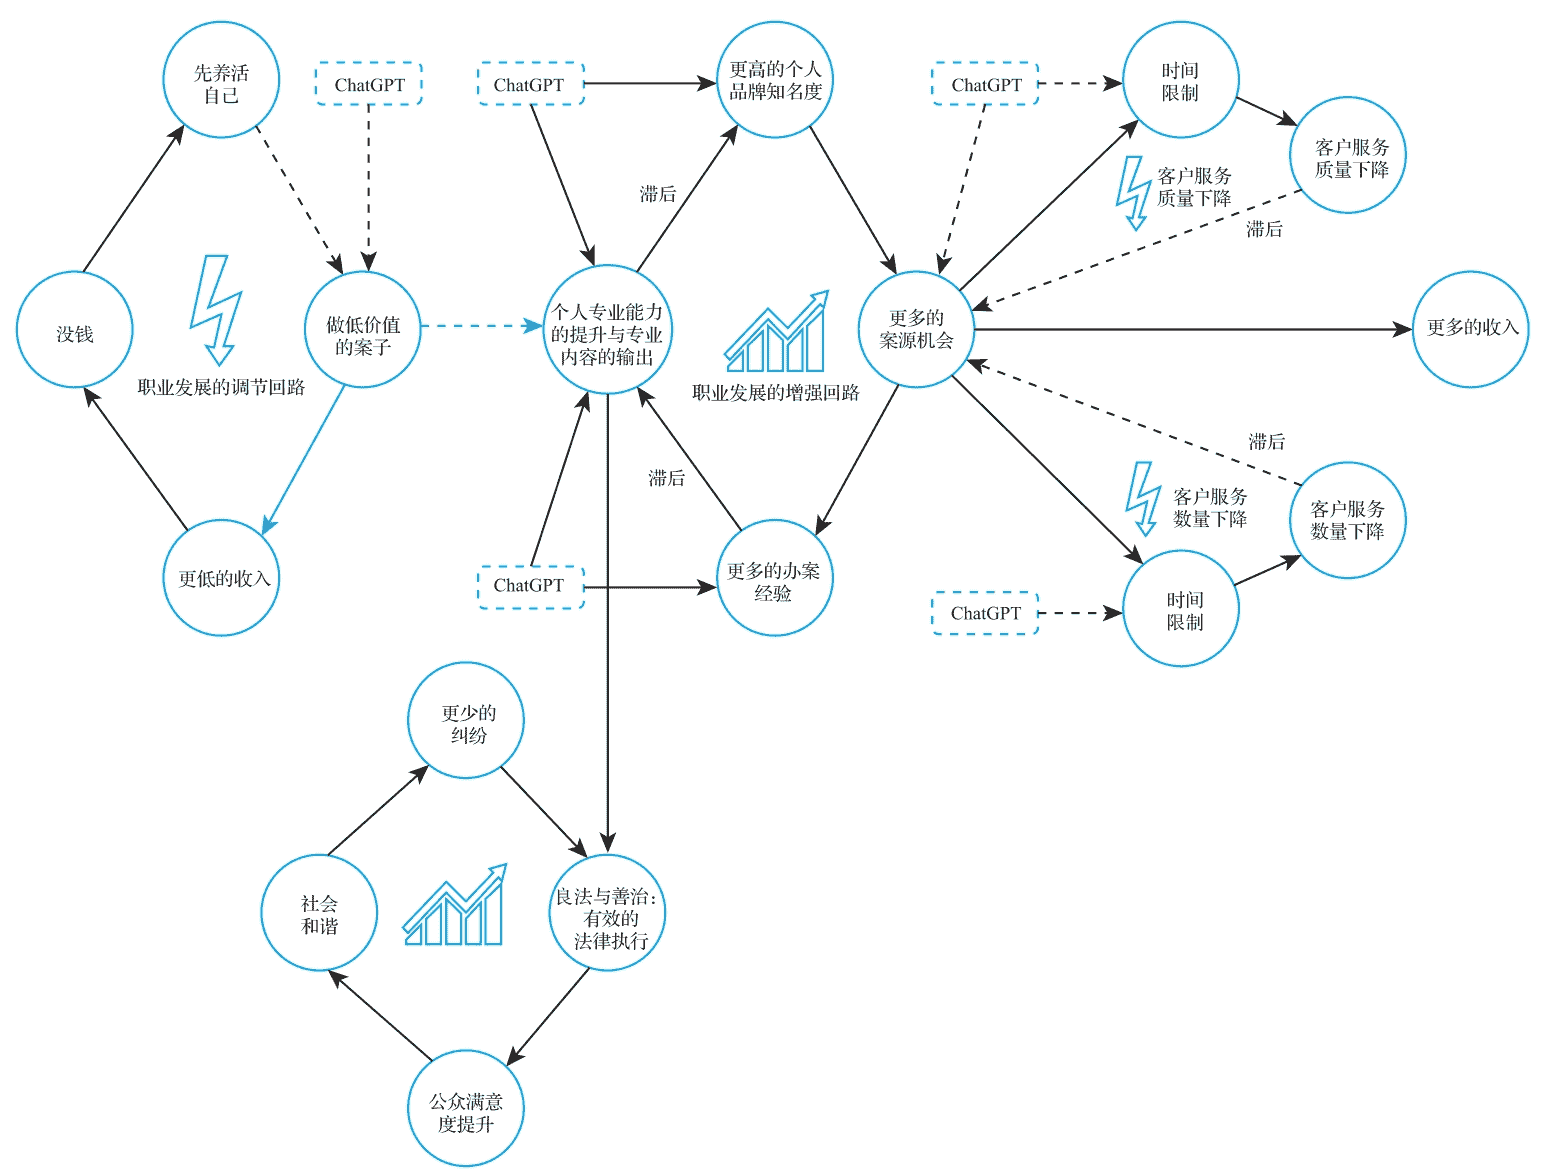 先养活
自己
ChatGPT
ChatGPT
更高的个人
品牌知名度
ChatGPT
时间
限制
客户服务
质量下降
客户服务
质量下降
滞后
滞后
没钱
职业发展的调节回路
做低价值
的案子
个人专业能力
的提升与专业
内容的输出
职业发展的增强回路
更多的
案源机会
更多的收入
滞后
滞后
客户服务
数量下降
客户服务
数量下降
更低的收入
ChatGPT
更多的办案
经验
ChatGPT
时间
限制
更少的
纠纷
社会
和谐
良法与善治：
有效的
法律执行
公众满意
度提升